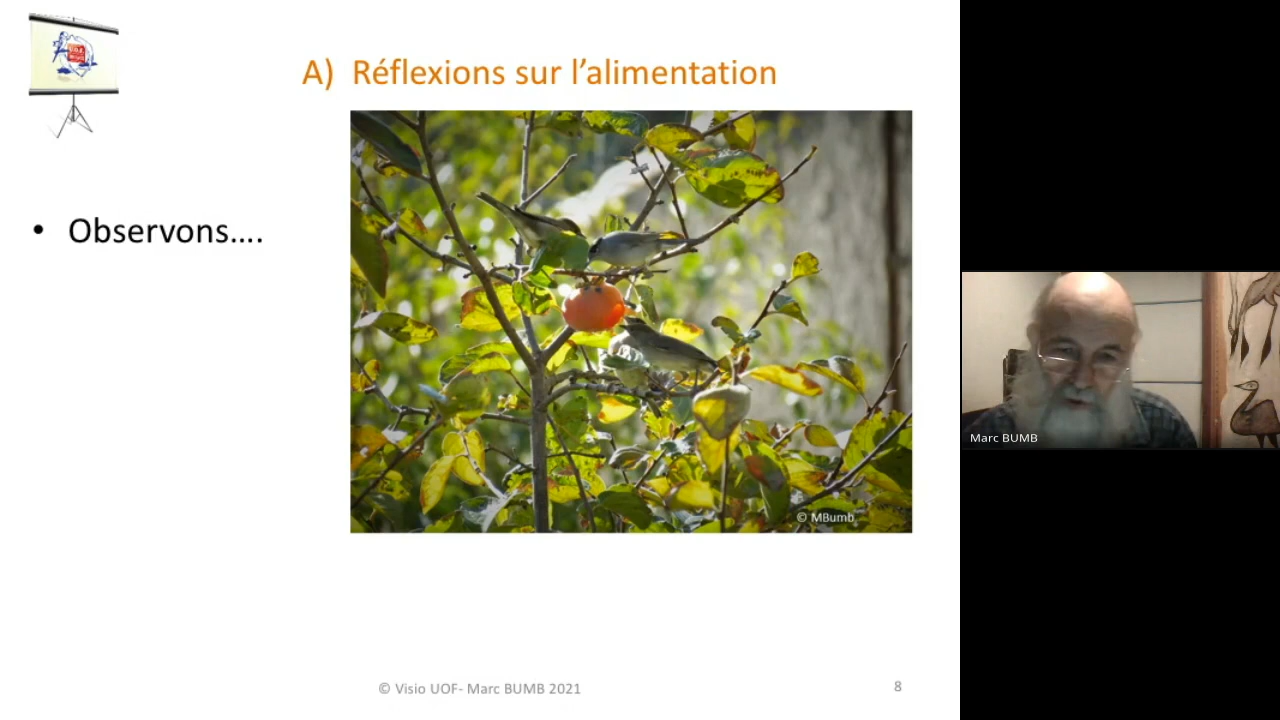 A) Réflexions sur l’alimentation
• Observons....
© MBumb
Marc BUMB
© Visio UOF- Marc BUMB 2021
8